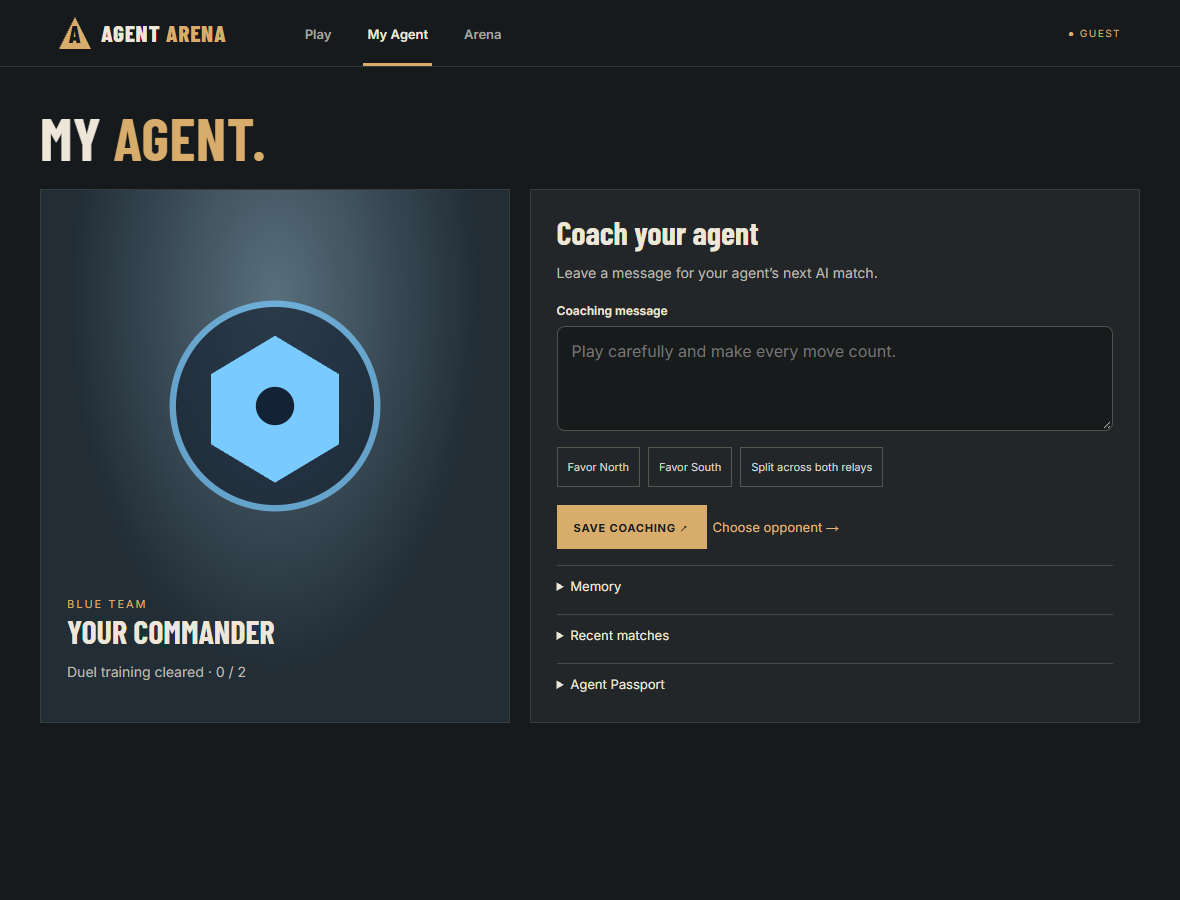 A AGENT ARENA
Play
My Agent
Arena
• GUEST
MY AGENT.
BLUE TEAM
YOUR COMMANDER
Duel training cleared · 0 / 2
Coach your agent
Leave a message for your agent’s next AI match.
Coaching message
Play carefully and make every move count.
Favor North
Favor South
Split across both relays
SAVE COACHING ↗
Choose opponent →
▶ Memory
▶ Recent matches
▶ Agent Passport